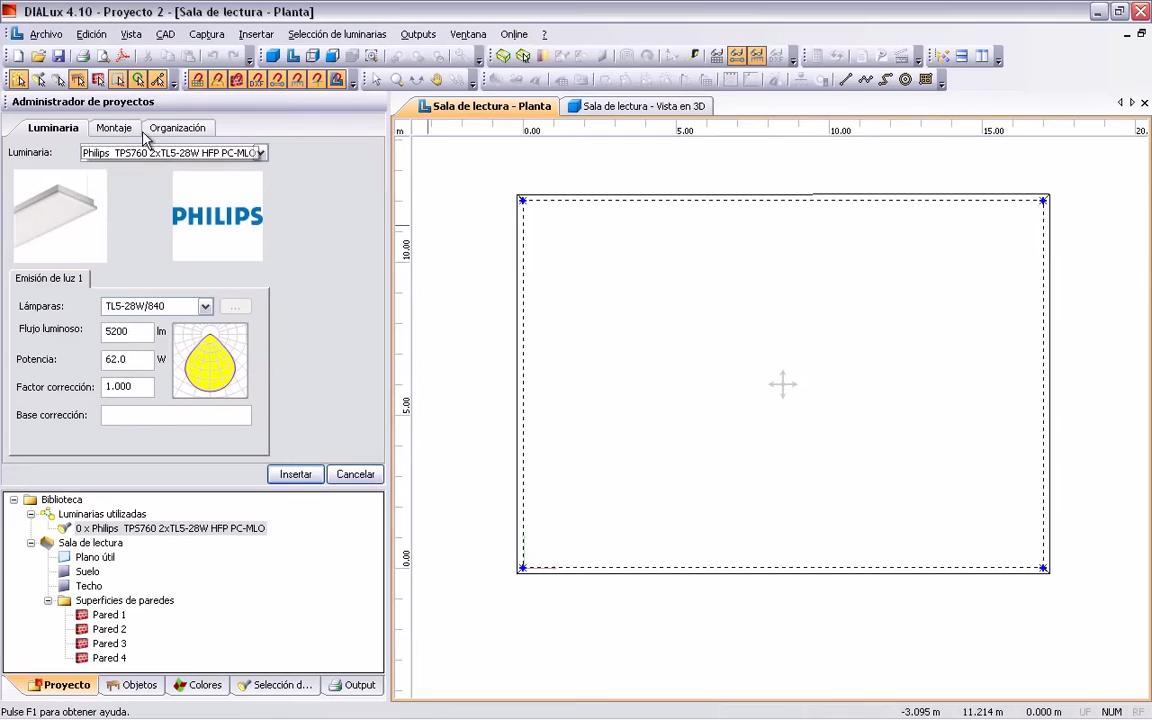 DIALux 4.10 - Proyecto 2 - [Sala de lectura - Planta]
Archivo Edición Vista CAD Captura Insertar Selección de luminarias Outputs Ventana Online ?
Administrador de proyectos
Luminaria Montaje Organización
Luminaria: Philips TPS760 2xTL5-28W HFP PC-MLO
PHILIPS
Emisión de luz 1
Lámparas: TL5-28W/840 ...
Flujo luminoso: 5200 lm
Potencia: 62.0 W
Factor corrección: 1.000
Base corrección:
Insertar Cancelar
Biblioteca
Luminarias utilizadas
0 x Philips TPS760 2xTL5-28W HFP PC-MLO
Sala de lectura
Plano útil
Suelo
Techo
Superficies de paredes
Pared 1
Pared 2
Pared 3
Pared 4
Proyecto Objetos Colores Selección d... Output
Sala de lectura - Planta Sala de lectura - Vista en 3D
m 0.00 5.00 10.00 15.00 20.
10.00
5.00
0.00
Pulse F1 para obtener ayuda. -3.095 m 11.214 m 0.000 m UF NUM RF